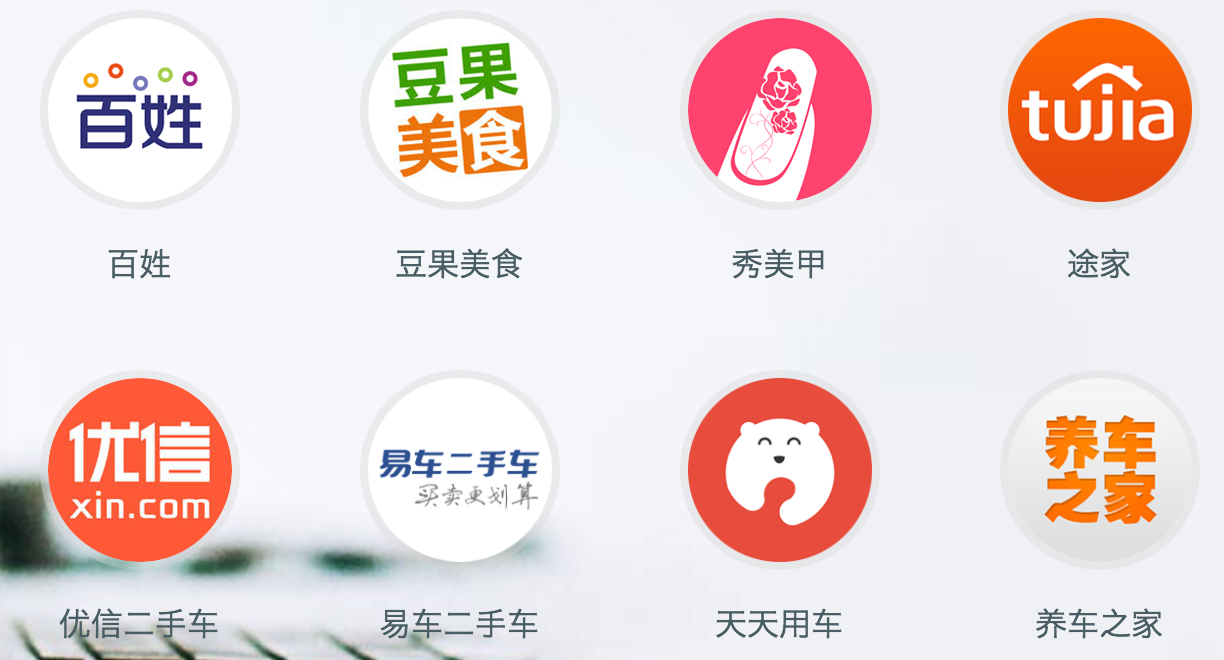 百姓
豆果
美食
tujia
百姓
豆果美食
秀美甲
途家
优信
xin.com
易车二手车
买卖更划算
养车
之家
优信二手车
易车二手车
天天用车
养车之家